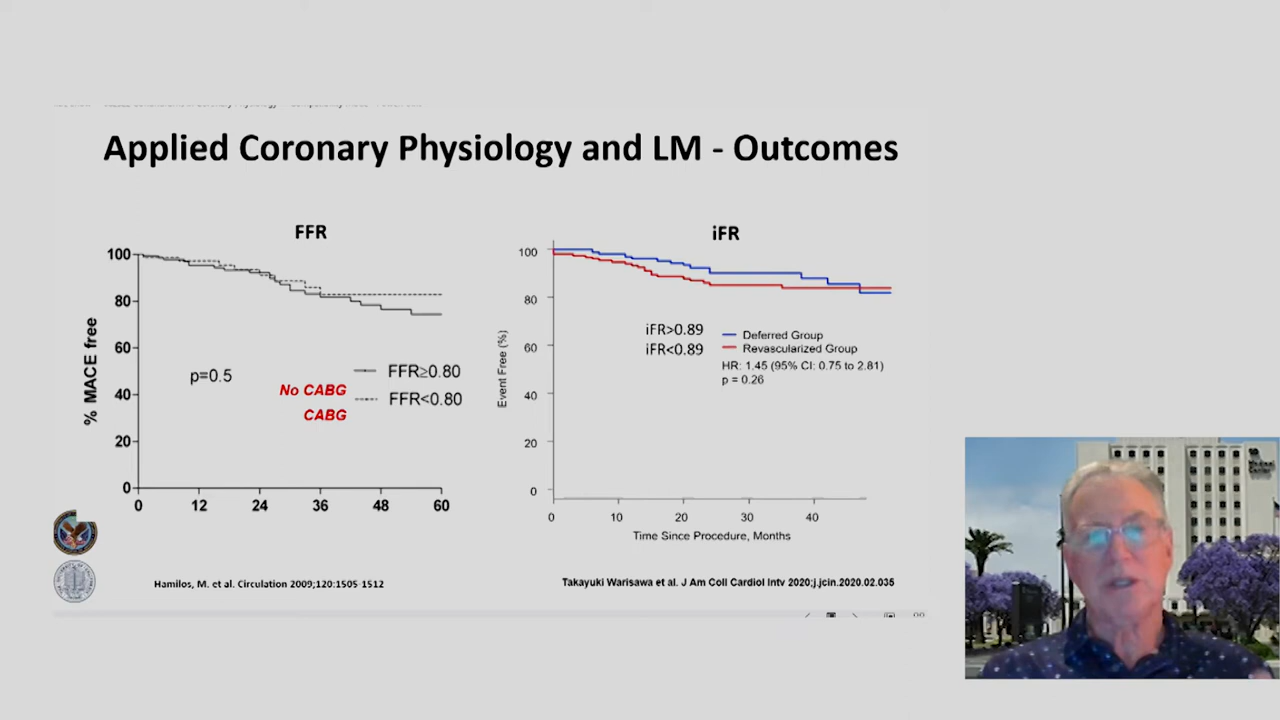 Applied Coronary Physiology and LM - Outcomes
FFR
100
80
60
40
20
0
% MACE free
p=0.5
No CABG
CABG
FFR≥0.80
FFR<0.80
0 12 24 36 48 60
Hamilos, M. et al. Circulation 2009;120:1505-1512
iFR
100
80
60
40
20
0
Event Free (%)
iFR>0.89
iFR<0.89
Deferred Group
Revascularized Group
HR: 1.45 (95% CI: 0.75 to 2.81)
p = 0.26
0 10 20 30 40
Time Since Procedure, Months
Takayuki Warisawa et al. J Am Coll Cardiol Intv 2020;j.jcin.2020.02.035